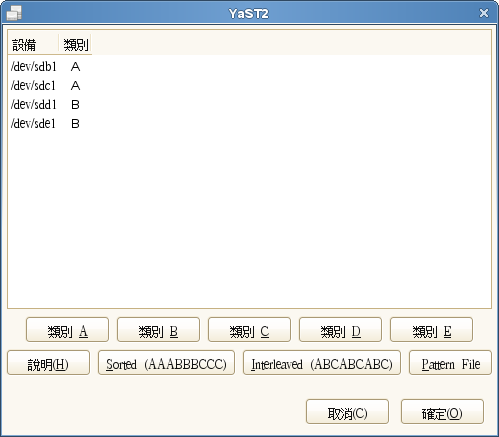 YaST2
設備 類別
/dev/sdb1 A
/dev/sdc1 A
/dev/sdd1 B
/dev/sde1 B
類別 A 類別 B 類別 C 類別 D 類別 E
說明(H) Sorted (AAABBBCCC) Interleaved (ABCABCABC) Pattern File
取消(C) 確定(O)